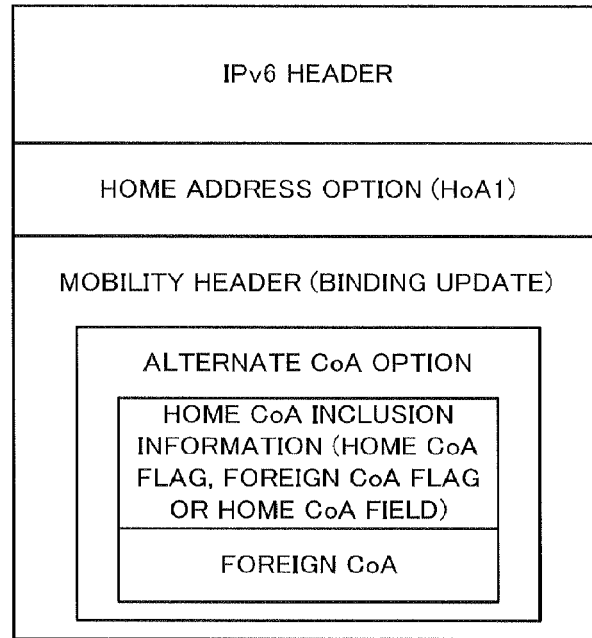 IPv6 HEADER
HOME ADDRESS OPTION (HoA1)
MOBILITY HEADER (BINDING UPDATE)
ALTERNATE CoA OPTION
HOME CoA INCLUSION
INFORMATION (HOME CoA
FLAG, FOREIGN CoA FLAG
OR HOME CoA FIELD)
FOREIGN CoA